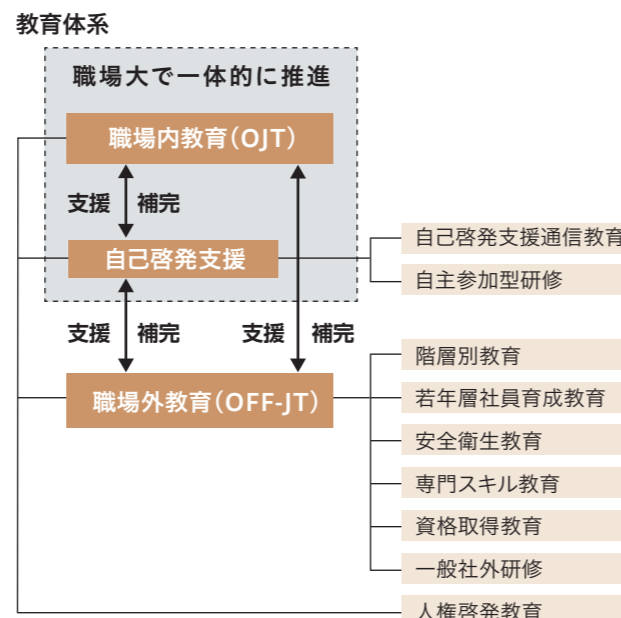 教育体系
職場大で一体的に推進
職場内教育（OJT）
支援 補完
自己啓発支援
自己啓発支援通信教育
自主参加型研修
支援 補完 支援 補完
職場外教育（OFF-JT）
階層別教育
若年層社員育成教育
安全衛生教育
専門スキル教育
資格取得教育
一般社外研修
人権啓発教育